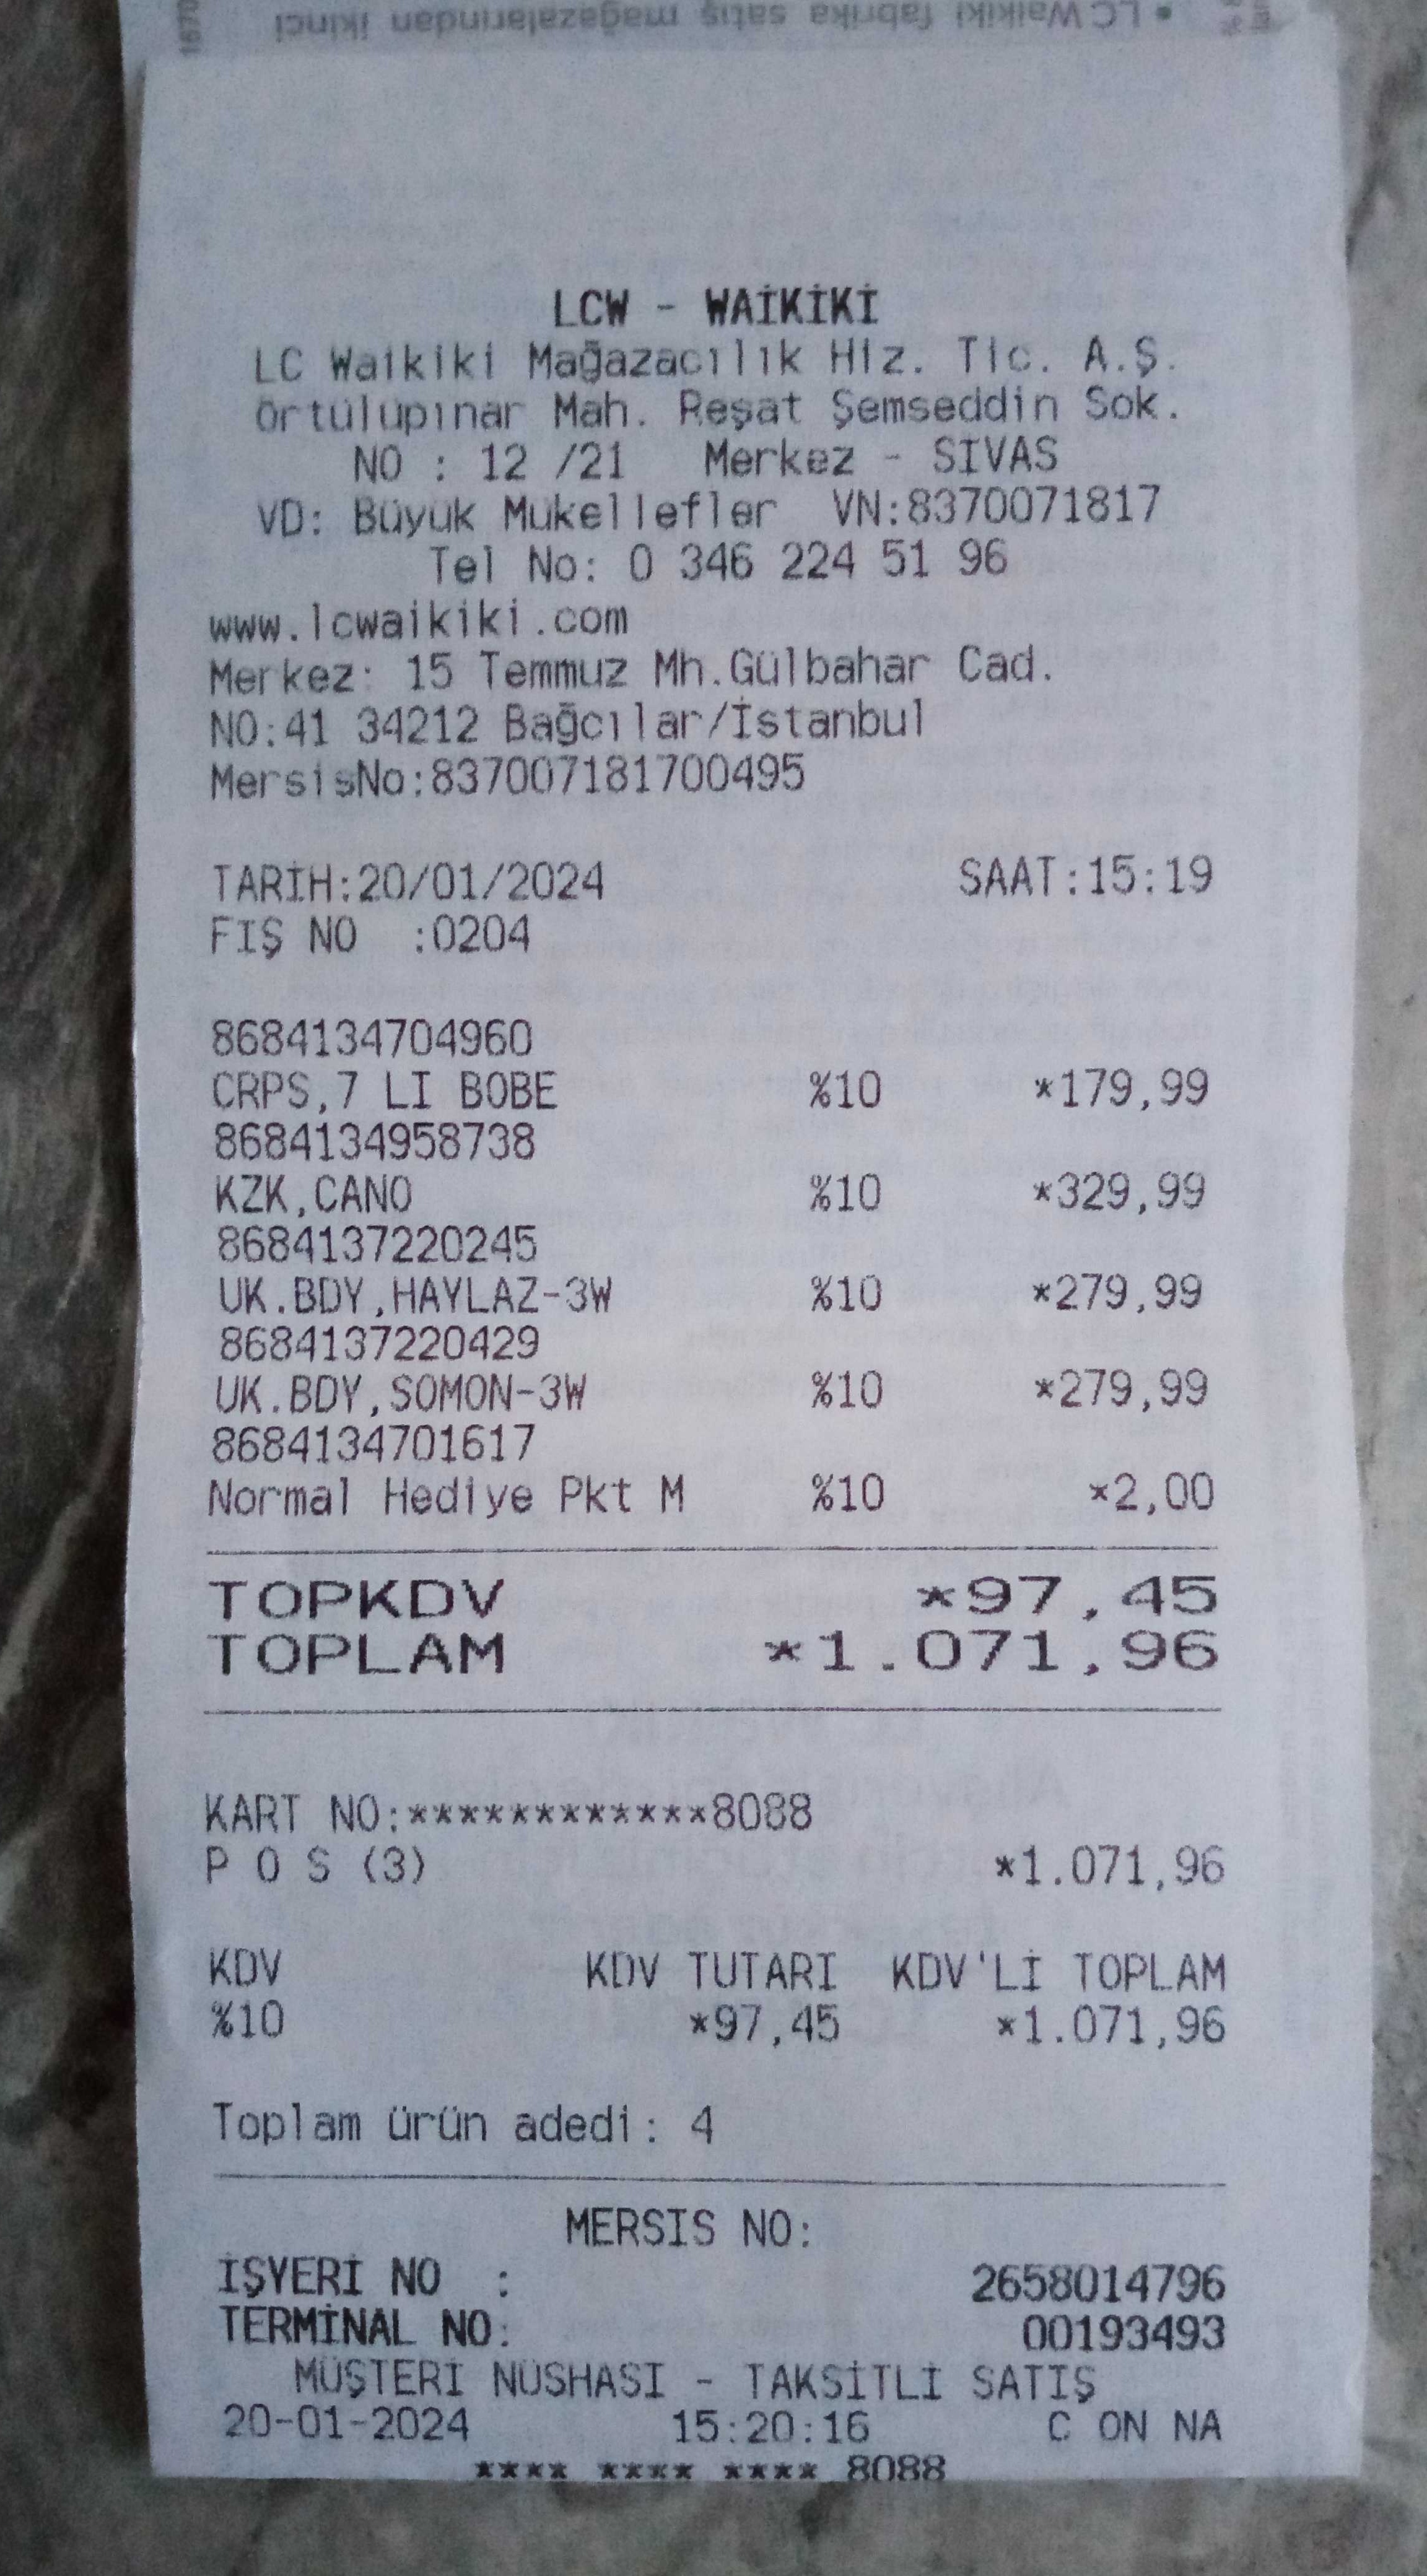 • LC Waikiki fabrika satış mağazalarından ikinci
LCW - WAİKİKİ
LC Waikiki Mağazacılık Hiz. Tic. A.Ş.
Örtülüpınar Mah. Reşat Şemseddin Sok.
NO : 12 /21 Merkez - SİVAS
VD: Büyük Mükellefler VN:8370071817
Tel No: 0 346 224 51 96
www.lcwaikiki.com
Merkez: 15 Temmuz Mh.Gülbahar Cad.
NO:41 34212 Bağcılar/İstanbul
MersisNo:837007181700495
TARİH:20/01/2024 SAAT:15:19
FİŞ NO :0204
8684134704960
CRPS,7 LI BOBE %10 *179,99
8684134958738
KZK,CANO %10 *329,99
8684137220245
UK.BDY,HAYLAZ-3W %10 *279,99
8684137220429
UK.BDY,SOMON-3W %10 *279,99
8684134701617
Normal Hediye Pkt M %10 *2,00
TOPKDV *97,45
TOPLAM *1.071,96
KART NO:************8088
P O S (3) *1.071,96
KDV KDV TUTARI KDV'Lİ TOPLAM
%10 *97,45 *1.071,96
Toplam ürün adedi: 4
MERSIS NO:
İŞYERİ NO : 2658014796
TERMİNAL NO: 00193493
MÜŞTERİ NÜSHASI - TAKSİTLİ SATIŞ
20-01-2024 15:20:16 C ON NA
**** **** **** 8088